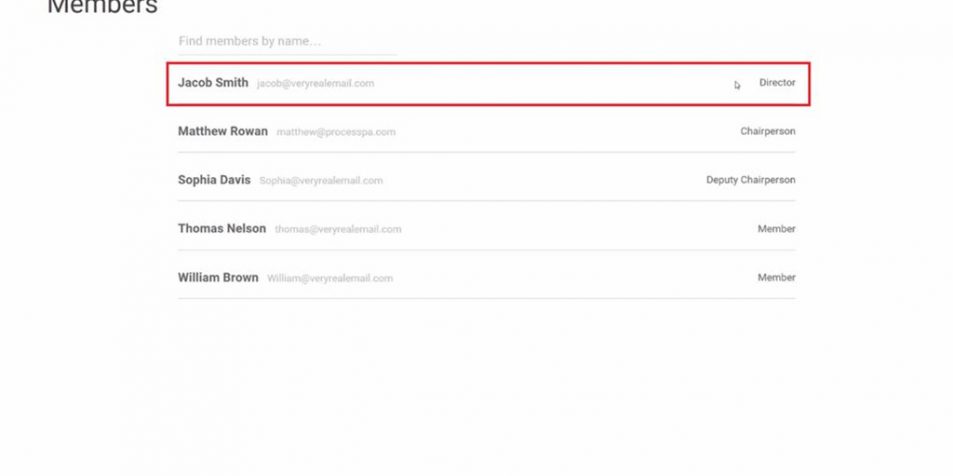 Members
Find members by name...
Jacob Smith jacob@veryrealemail.com Director
Matthew Rowan matthew@processpa.com Chairperson
Sophia Davis Sophia@veryrealemail.com Deputy Chairperson
Thomas Nelson thomas@veryrealemail.com Member
William Brown William@veryrealemail.com Member